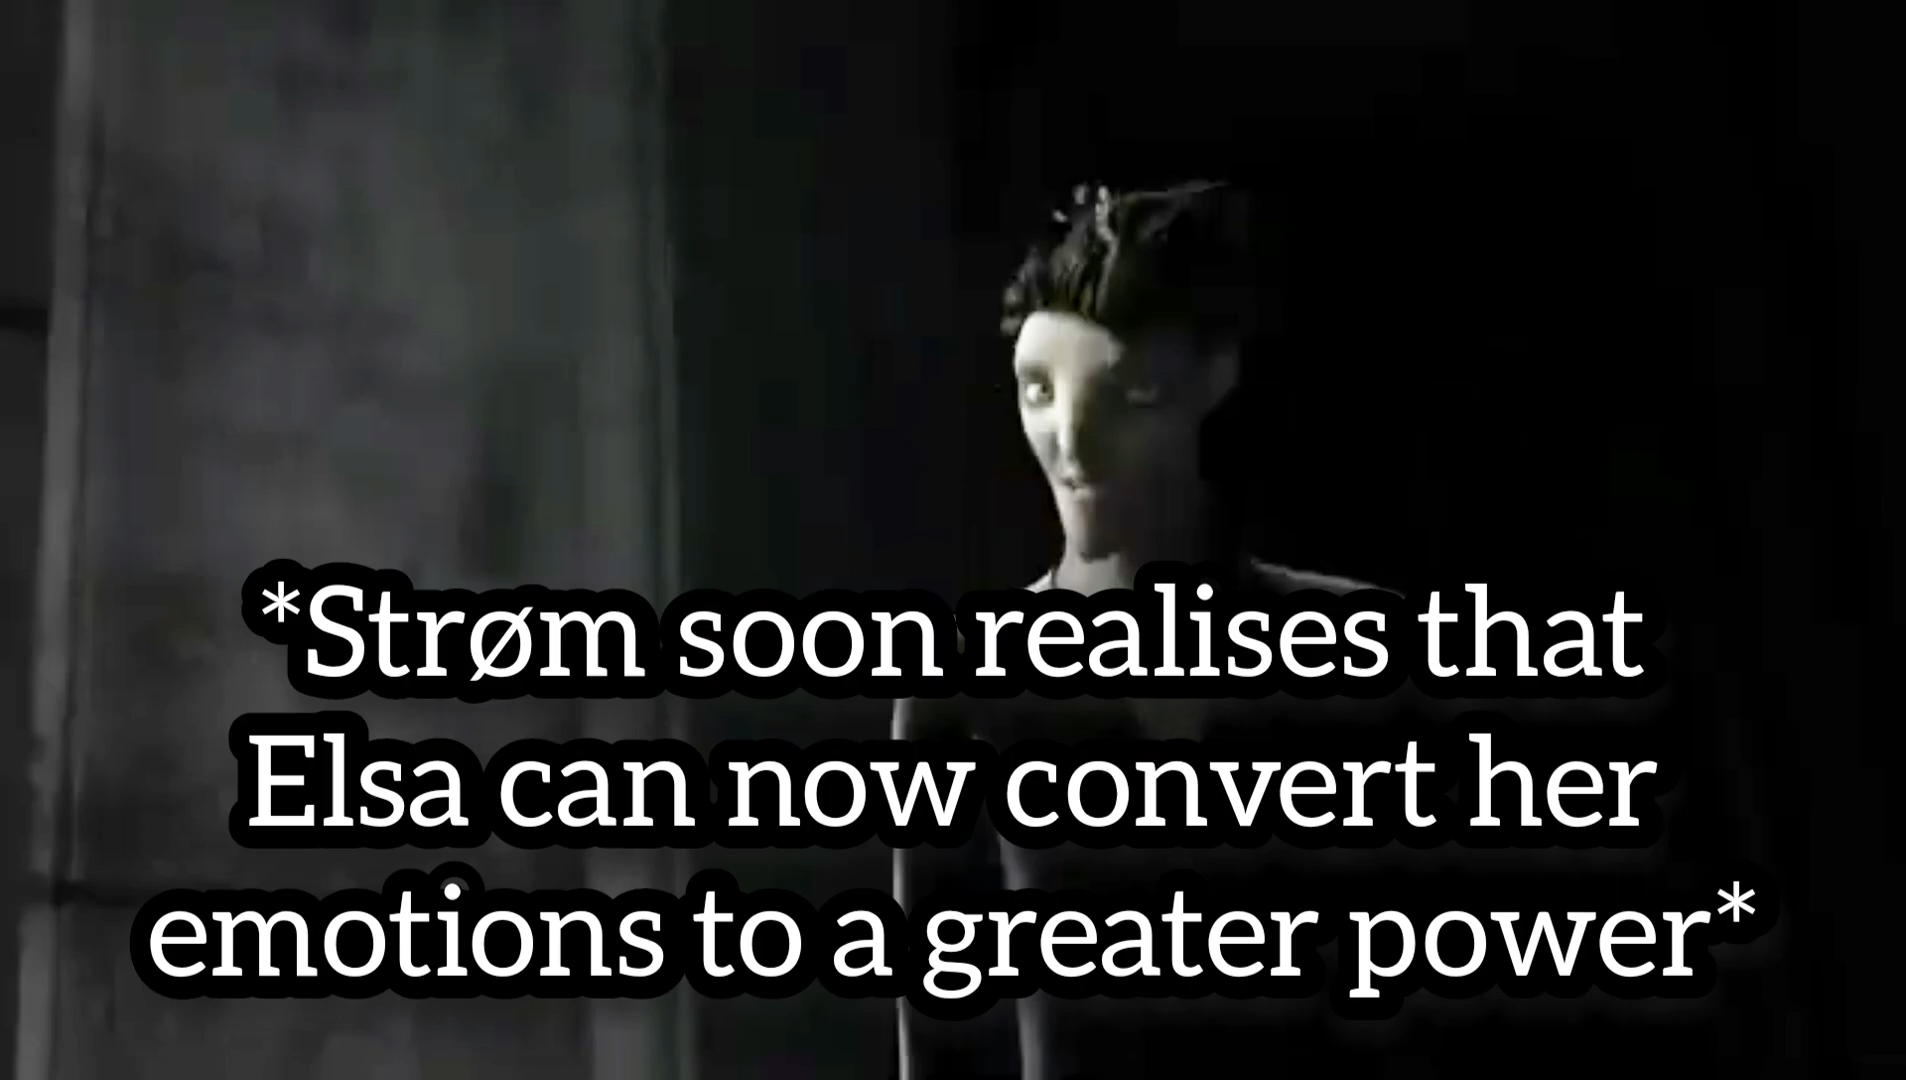 *Strøm soon realises that
Elsa can now convert her
emotions to a greater power*